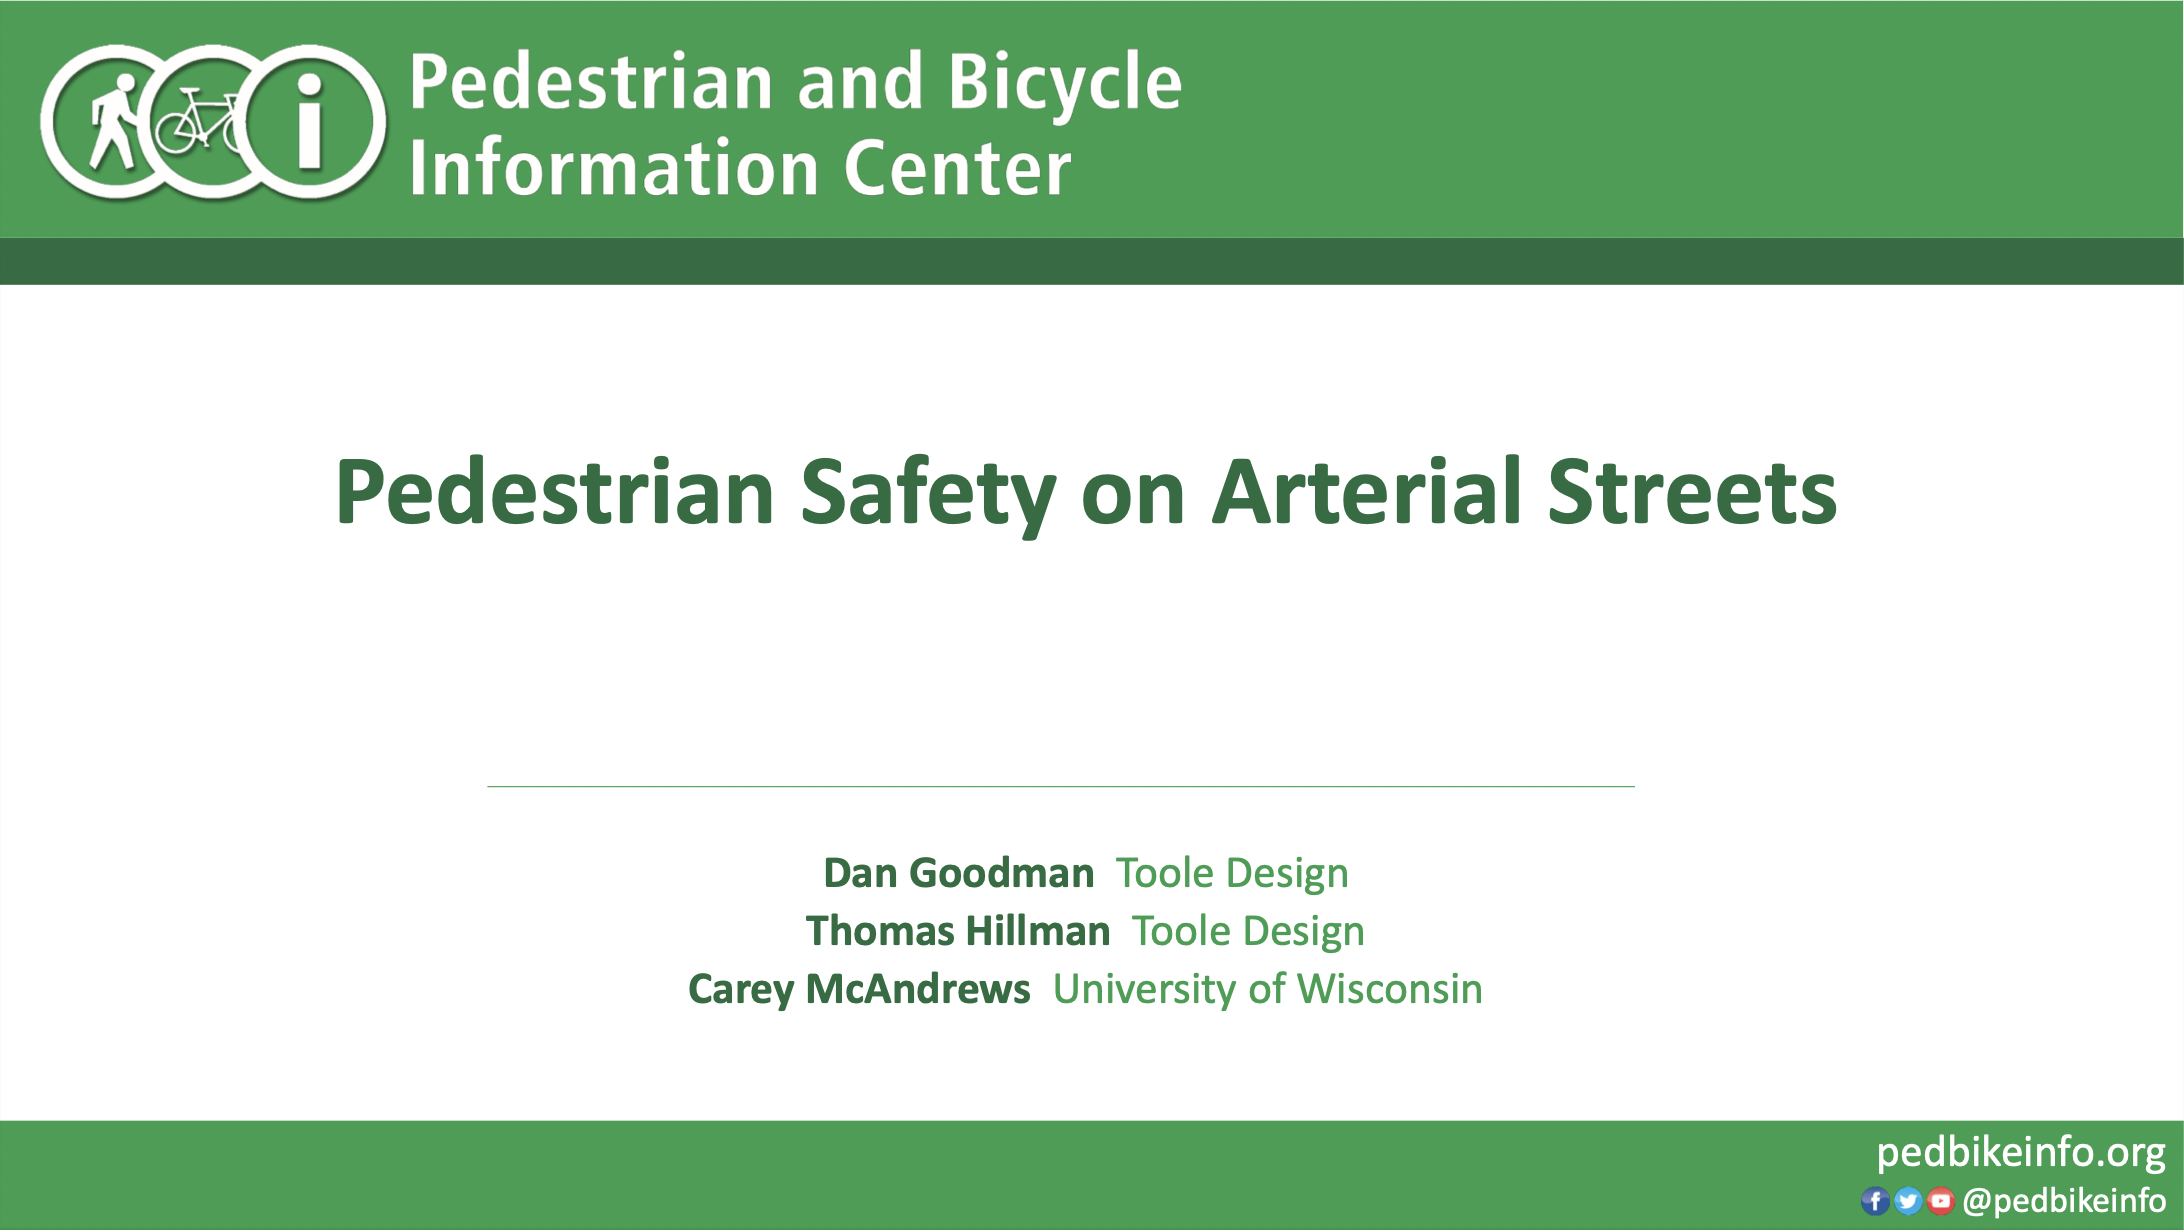 Pedestrian and Bicycle
Information Center
Pedestrian Safety on Arterial Streets
Dan Goodman Toole Design
Thomas Hillman Toole Design
Carey McAndrews University of Wisconsin
pedbikeinfo.org
@pedbikeinfo